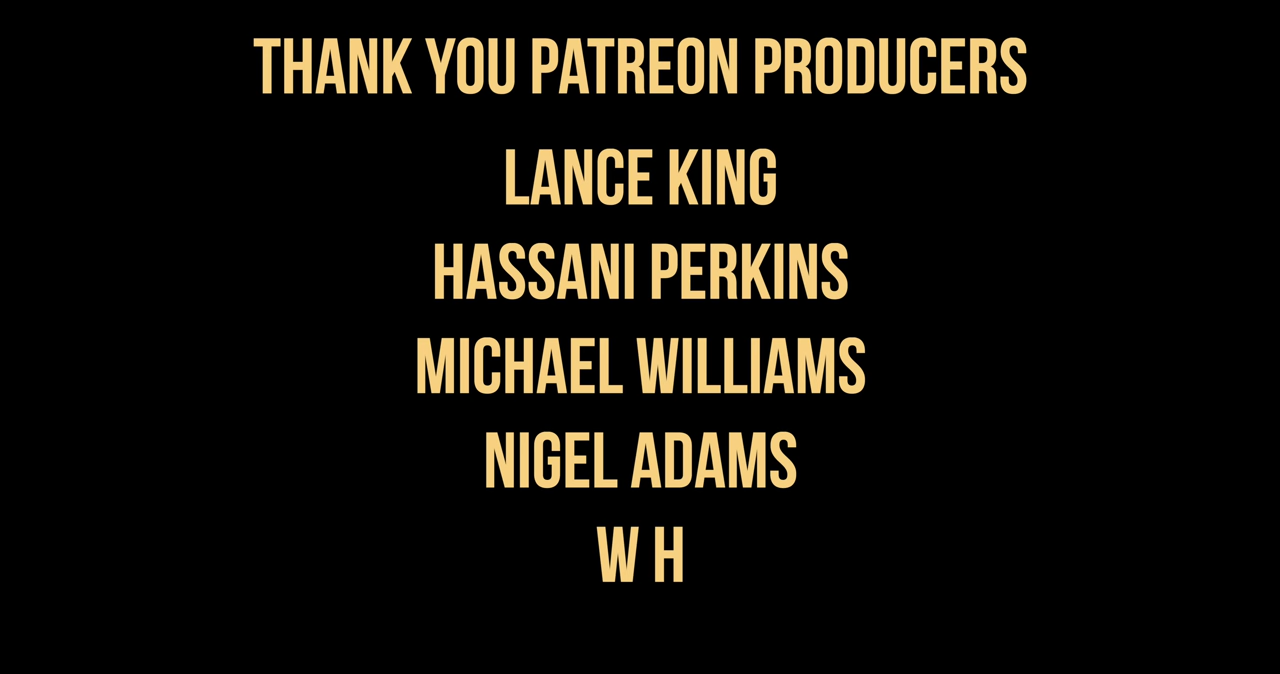 THANK YOU PATREON PRODUCERS
LANCE KING
HASSANI PERKINS
MICHAEL WILLIAMS
NIGEL ADAMS
W H